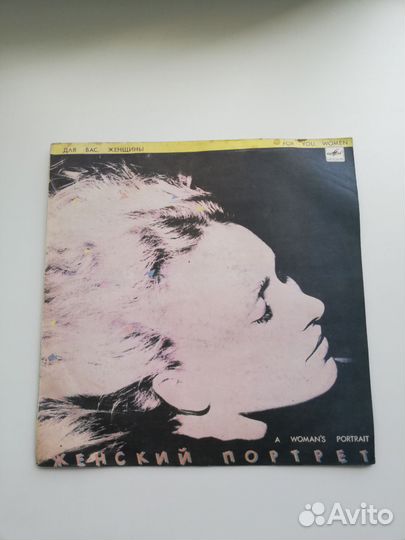 ДЛЯ ВАС, ЖЕНЩИНЫ
FOR YOU WOMEN
A WOMAN'S PORTRAIT
ЖЕНСКИЙ ПОРТРЕТ
Avito